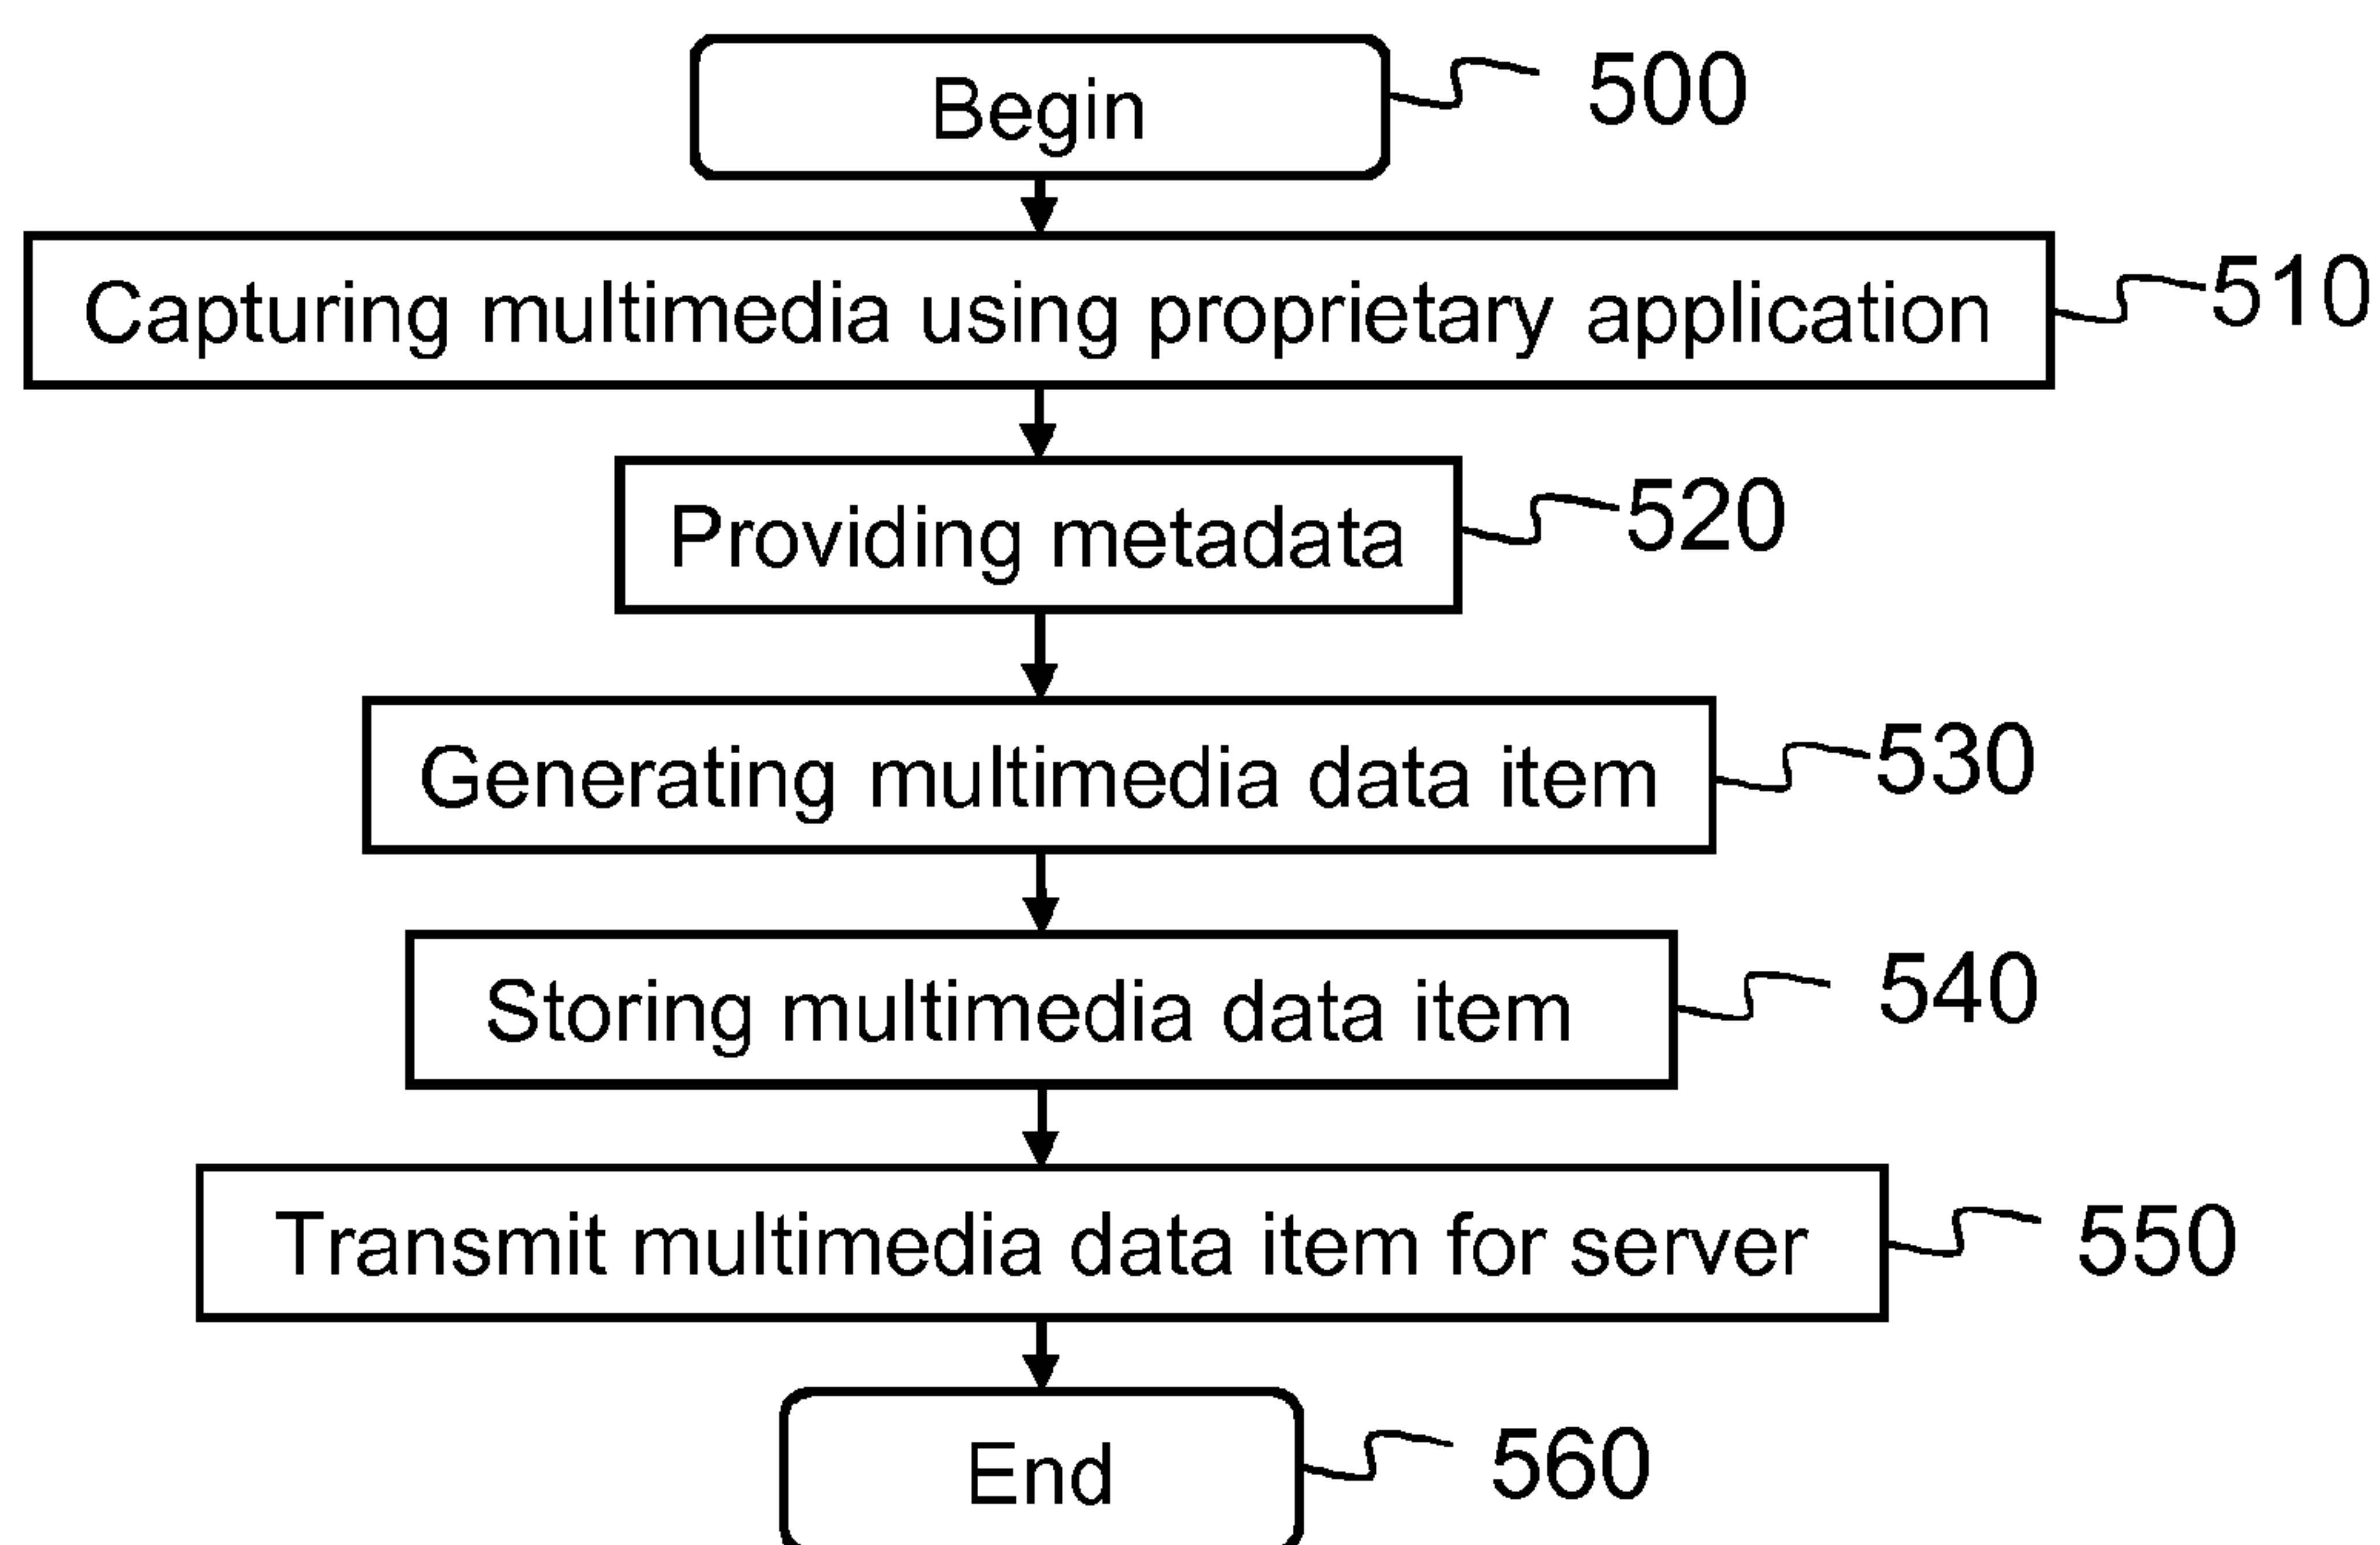 Begin 500
Capturing multimedia using proprietary application 510
Providing metadata 520
Generating multimedia data item 530
Storing multimedia data item 540
Transmit multimedia data item for server 550
End 560